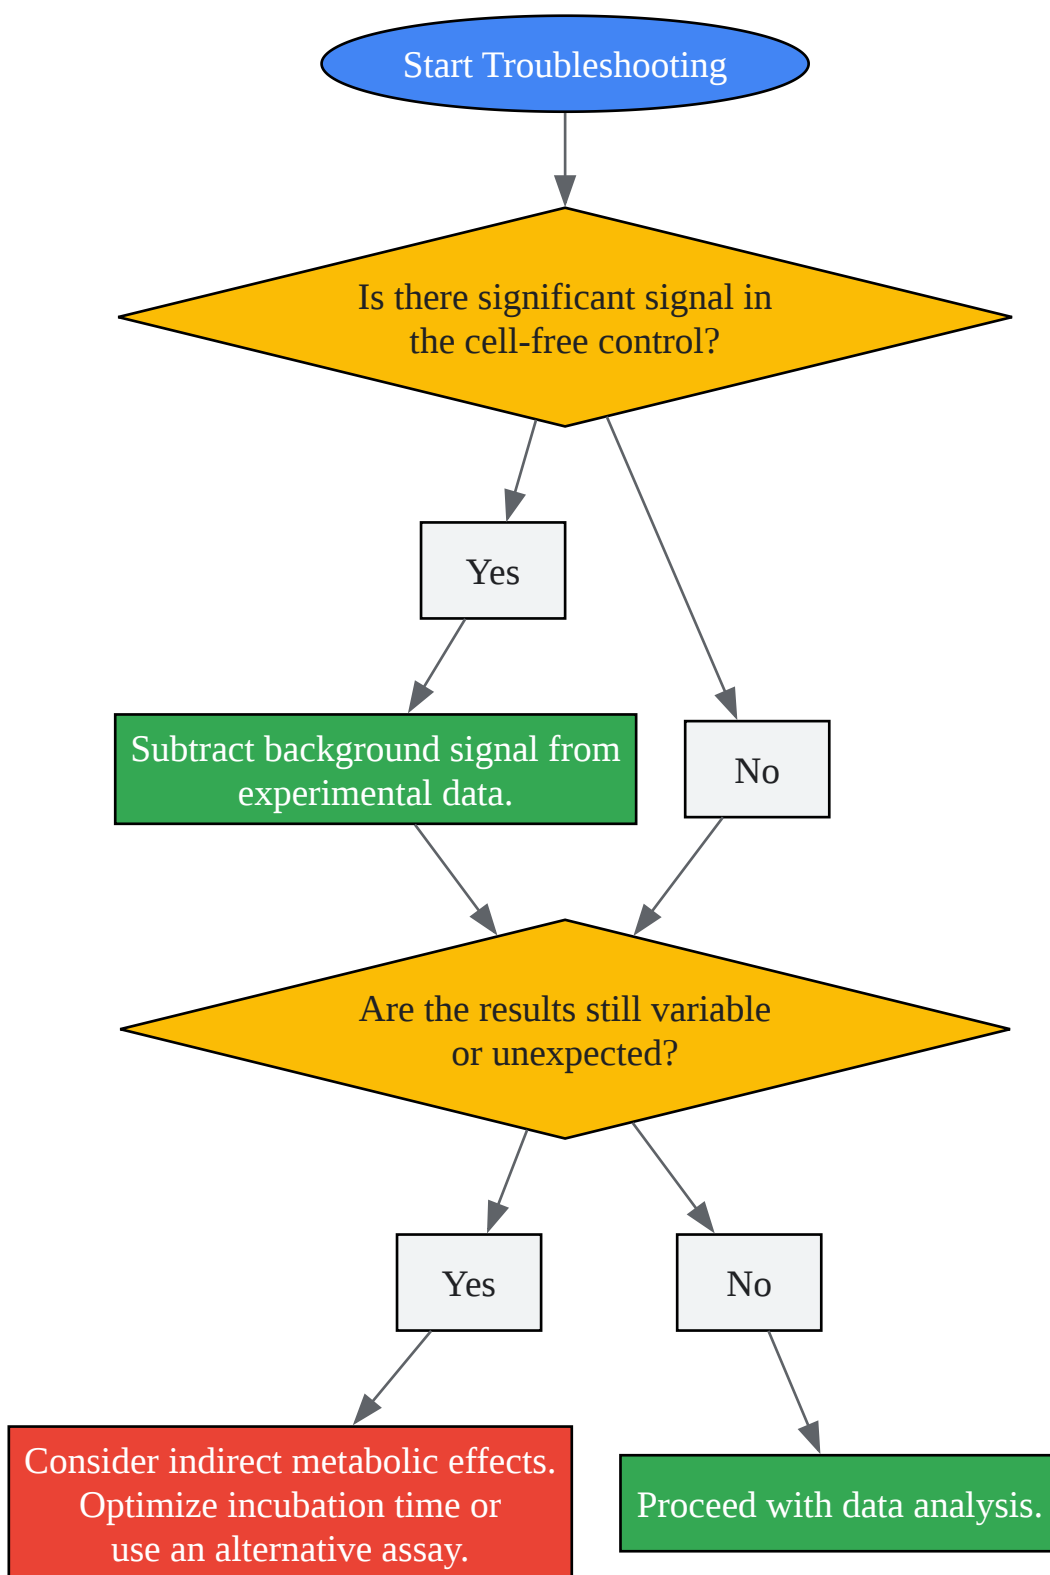 Start Troubleshooting
Is there significant signal in
the cell-free control?
Yes
Subtract background signal from
experimental data.
No
Are the results still variable
or unexpected?
Yes
No
Consider indirect metabolic effects.
Optimize incubation time or
use an alternative assay.
Proceed with data analysis.